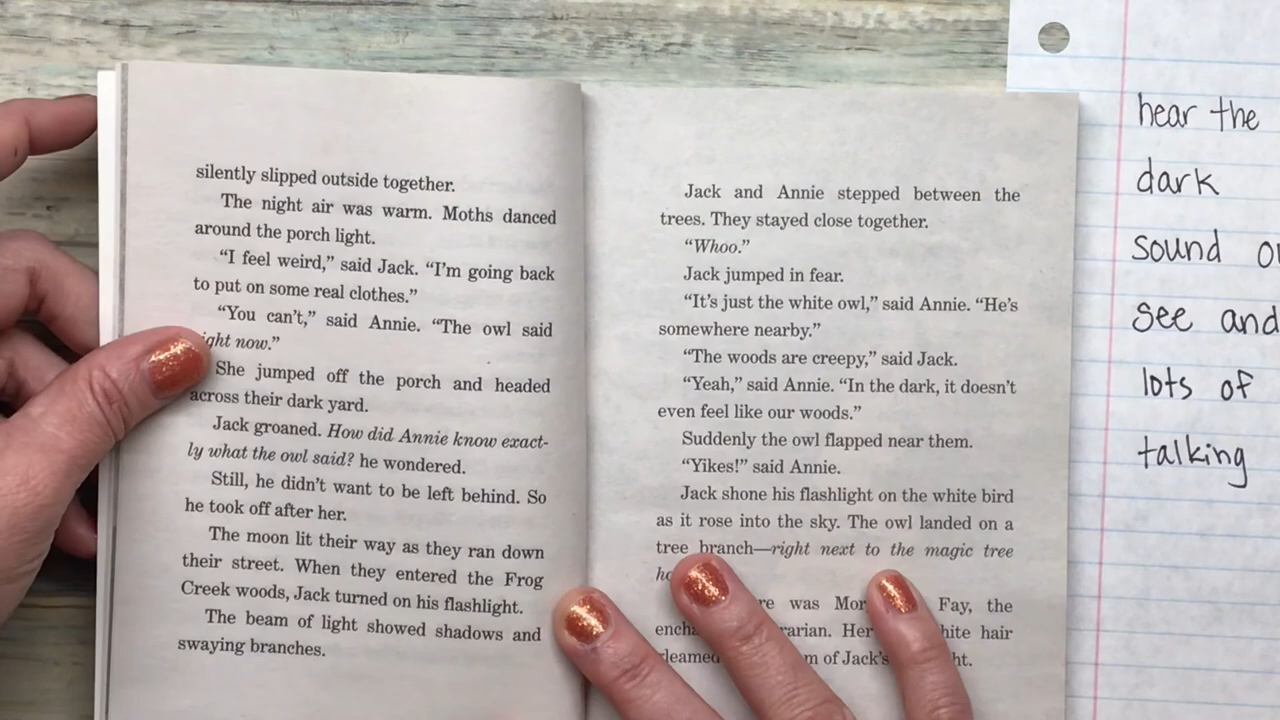 silently slipped outside together.
The night air was warm. Moths danced
around the porch light.
“I feel weird,” said Jack. “I’m going back
to put on some real clothes.”
“You can’t,” said Annie. “The owl said
now.”
She jumped off the porch and headed
across their dark yard.
Jack groaned. How did Annie know exact-
ly what the owl said? he wondered.
Still, he didn’t want to be left behind. So
he took off after her.
The moon lit their way as they ran down
their street. When they entered the Frog
Creek woods, Jack turned on his flashlight.
The beam of light showed shadows and
swaying branches.
Jack and Annie stepped between the
trees. They stayed close together.
“Whoo.”
Jack jumped in fear.
“It’s just the white owl,” said Annie. “He’s
somewhere nearby.”
“The woods are creepy,” said Jack.
“Yeah,” said Annie. “In the dark, it doesn’t
even feel like our woods.”
Suddenly the owl flapped near them.
“Yikes!” said Annie.
Jack shone his flashlight on the white bird
as it rose into the sky. The owl landed on a
tree branch—right next to the magic tree
was Fay, the
Her hair
of Jack’s
hear the
dark
sound
see and
lots of
talking